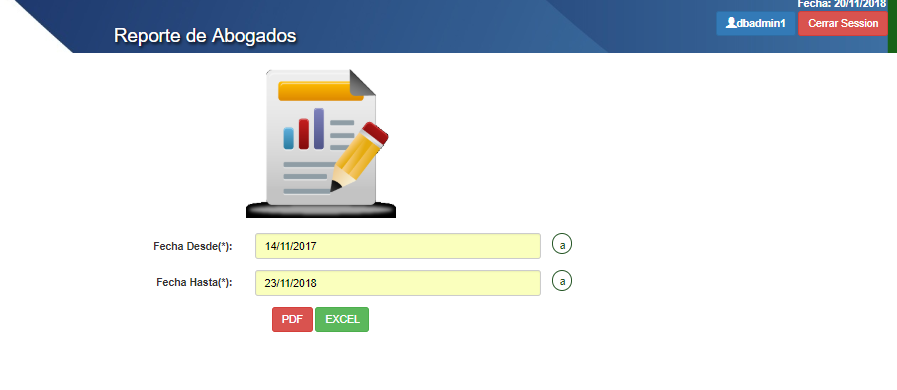 Fecha: 20/11/2018
dbadmin1 Cerrar Session
Reporte de Abogados
Fecha Desde(*): 14/11/2017 a
Fecha Hasta(*): 23/11/2018 a
PDF EXCEL